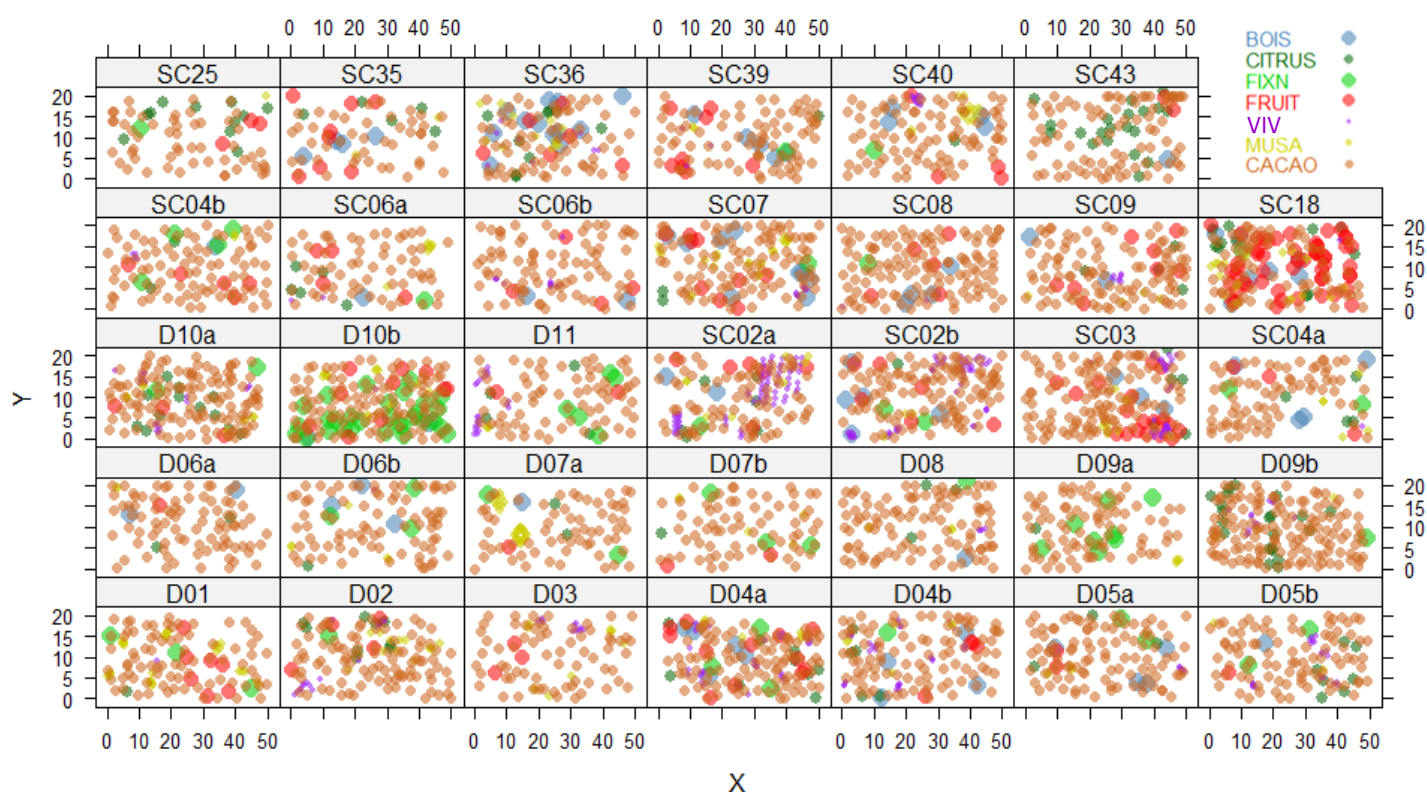 0 10 20 30 40 50 0 10 20 30 40 50 0 10 20 30 40 50
SC25 SC35 SC36 SC39 SC40 SC43
BOIS
CITRUS
FIXN
FRUIT
VIV
MUSA
CACAO
20
15
10
5
0
SC04b SC06a SC06b SC07 SC08 SC09 SC18
20
15
10
5
0
D10a D10b D11 SC02a SC02b SC03 SC04a
20
15
10
5
0
D06a D06b D07a D07b D08 D09a D09b
20
15
10
5
0
D01 D02 D03 D04a D04b D05a D05b
20
15
10
5
0
0 10 20 30 40 50 0 10 20 30 40 50 0 10 20 30 40 50 0 10 20 30 40 50
X
Y